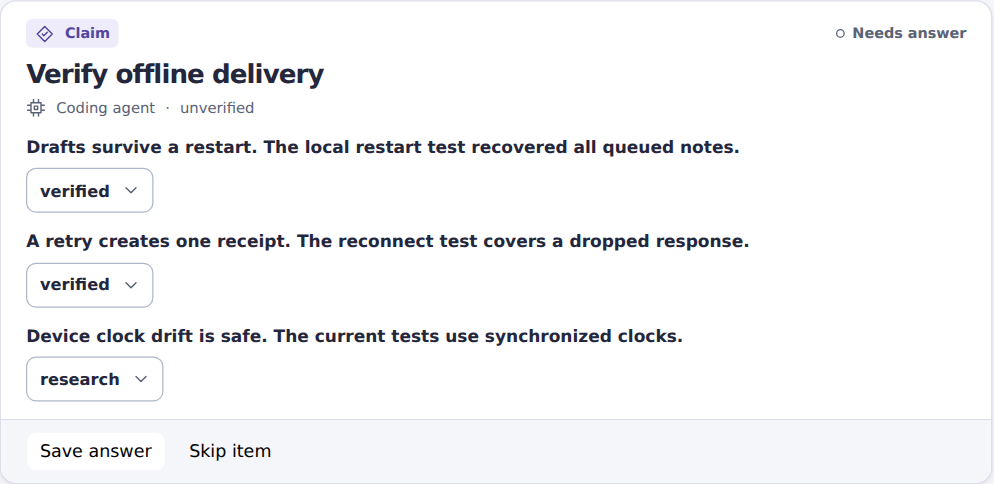 Claim
Needs answer
Verify offline delivery
Coding agent · unverified
Drafts survive a restart. The local restart test recovered all queued notes.
verified
A retry creates one receipt. The reconnect test covers a dropped response.
verified
Device clock drift is safe. The current tests use synchronized clocks.
research
Save answer
Skip item